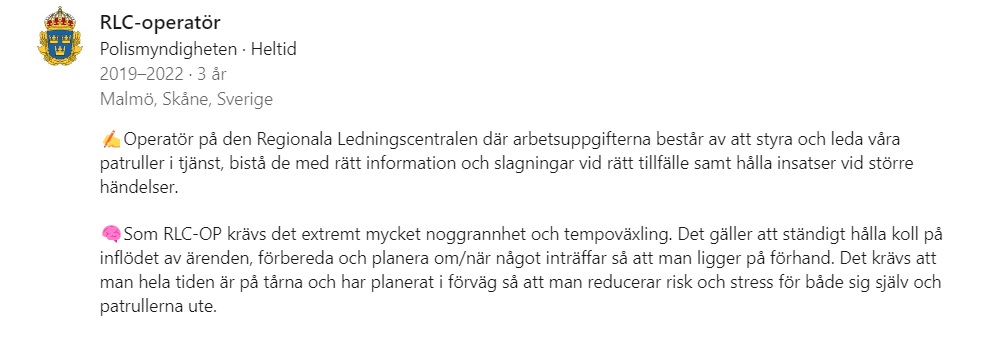 RLC-operatör
Polismyndigheten · Heltid
2019–2022 · 3 år
Malmö, Skåne, Sverige
✍️Operatör på den Regionala Ledningscentralen där arbetsuppgifterna består av att styra och leda våra
patruller i tjänst, bistå de med rätt information och slagningar vid rätt tillfälle samt hålla insatser vid större
händelser.
🧠Som RLC-OP krävs det extremt mycket noggrannhet och tempoväxling. Det gäller att ständigt hålla koll på
inflödet av ärenden, förbereda och planera om/när något inträffar så att man ligger på förhand. Det krävs att
man hela tiden är på tårna och har planerat i förväg så att man reducerar risk och stress för både sig själv och
patrullerna ute.